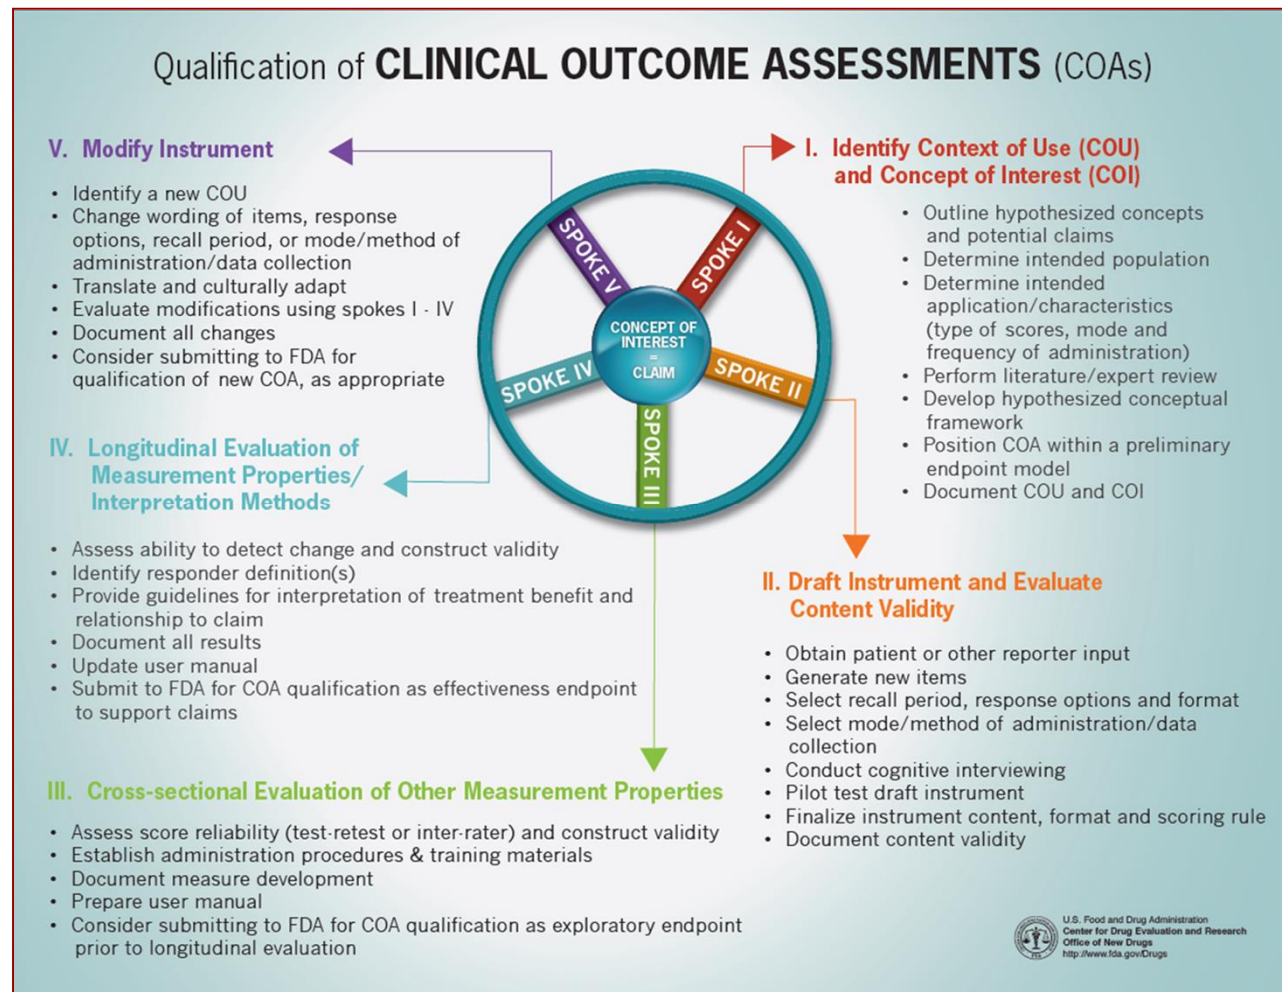 Qualification of CLINICAL OUTCOME ASSESSMENTS (COAs)
V. Modify Instrument
• Identify a new COU
• Change wording of items, response
options, recall period, or mode/method of
administration/data collection
• Translate and culturally adapt
• Evaluate modifications using spokes I - IV
• Document all changes
• Consider submitting to FDA for
qualification of new COA, as appropriate
SPOKE V
SPOKE I
CONCEPT OF
INTEREST
=
CLAIM
SPOKE IV
SPOKE II
SPOKE III
I. Identify Context of Use (COU)
and Concept of Interest (COI)
• Outline hypothesized concepts
and potential claims
• Determine intended population
• Determine intended
application/characteristics
(type of scores, mode and
frequency of administration)
• Perform literature/expert review
• Develop hypothesized conceptual
framework
• Position COA within a preliminary
endpoint model
• Document COU and COI
IV. Longitudinal Evaluation of
Measurement Properties/
Interpretation Methods
• Assess ability to detect change and construct validity
• Identify responder definition(s)
• Provide guidelines for interpretation of treatment benefit and
relationship to claim
• Document all results
• Update user manual
• Submit to FDA for COA qualification as effectiveness endpoint
to support claims
II. Draft Instrument and Evaluate
Content Validity
• Obtain patient or other reporter input
• Generate new items
• Select recall period, response options and format
• Select mode/method of administration/data
collection
• Conduct cognitive interviewing
• Pilot test draft instrument
• Finalize instrument content, format and scoring rule
• Document content validity
III. Cross-sectional Evaluation of Other Measurement Properties
• Assess score reliability (test-retest or inter-rater) and construct validity
• Establish administration procedures & training materials
• Document measure development
• Prepare user manual
• Consider submitting to FDA for COA qualification as exploratory endpoint
prior to longitudinal evaluation
U.S. Food and Drug Administration
Center for Drug Evaluation and Research
Office of New Drugs
http://www.fda.gov/Drugs